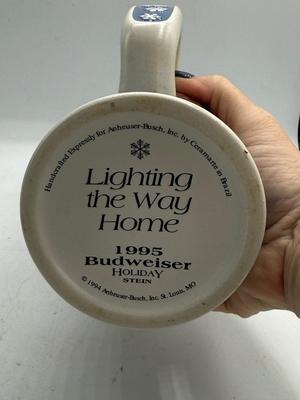 Handcrafted Expressly for Anheuser-Busch, Inc. by Ceramarte in Brazil
Lighting
the Way
Home
1995
Budweiser
HOLIDAY
STEIN
© 1994 Anheuser-Busch, Inc. St. Louis, MO